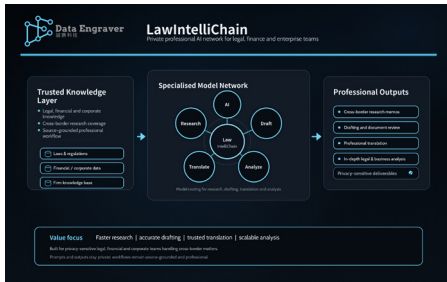 Data Engraver
LawIntelliChain
Private professional AI network for legal, finance and enterprise teams
Trusted Knowledge
Layer
Legal, financial and corporate
knowledge
Cross-border research coverage
Source-grounded professional
workflow
Laws & regulations
Financial / corporate data
Firm knowledge base
Specialised Model Network
AI
Research
Draft
Law
IntelliChain
Translate
Analyze
Model routing for research, drafting, translation and analysis
Professional Outputs
Cross-border research memos
Drafting and document review
Professional translation
In-depth legal & business analysis
Privacy-sensitive deliverables
Value focus
Faster research | accurate drafting | trusted translation | scalable analysis
Built for privacy-sensitive legal, financial and corporate teams handling cross-border matters.
Prompts and outputs stay private; workflows remain source-grounded and professional.